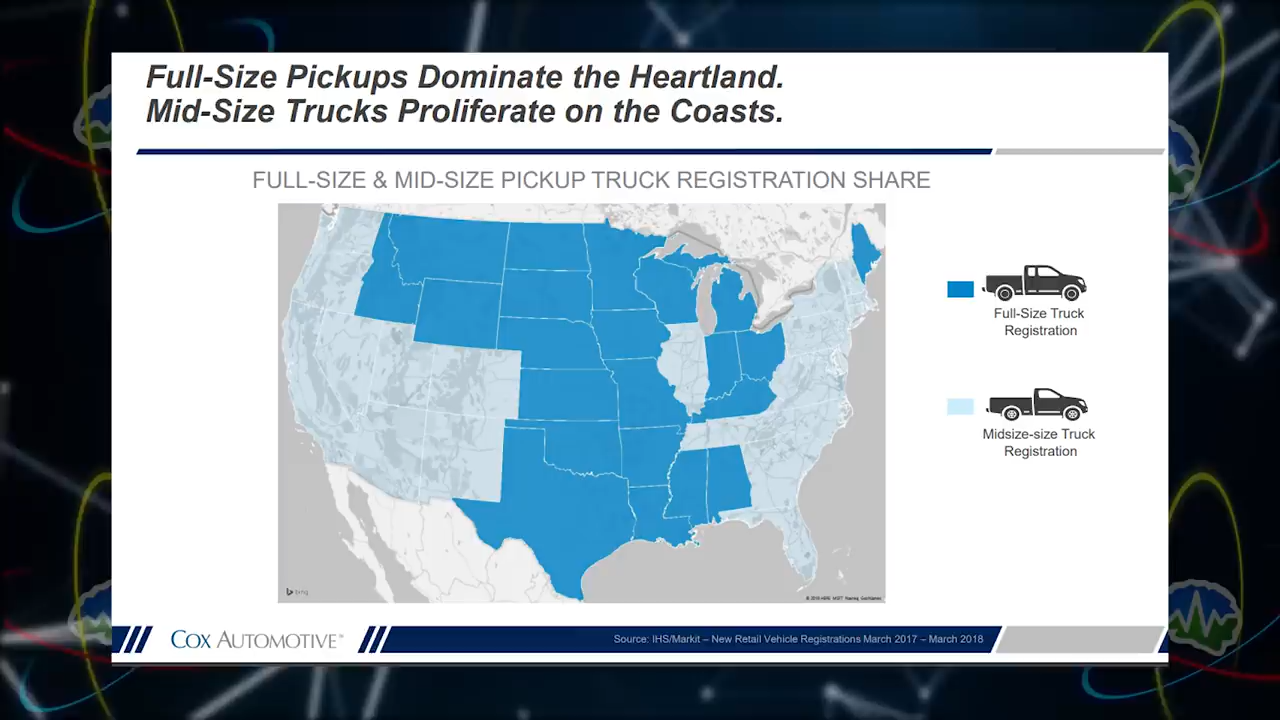 Full-Size Pickups Dominate the Heartland.
Mid-Size Trucks Proliferate on the Coasts.
FULL-SIZE & MID-SIZE PICKUP TRUCK REGISTRATION SHARE
Full-Size Truck
Registration
Midsize-size Truck
Registration
bing
COX AUTOMOTIVE
Source: IHS/Markit – New Retail Vehicle Registrations March 2017 – March 2018